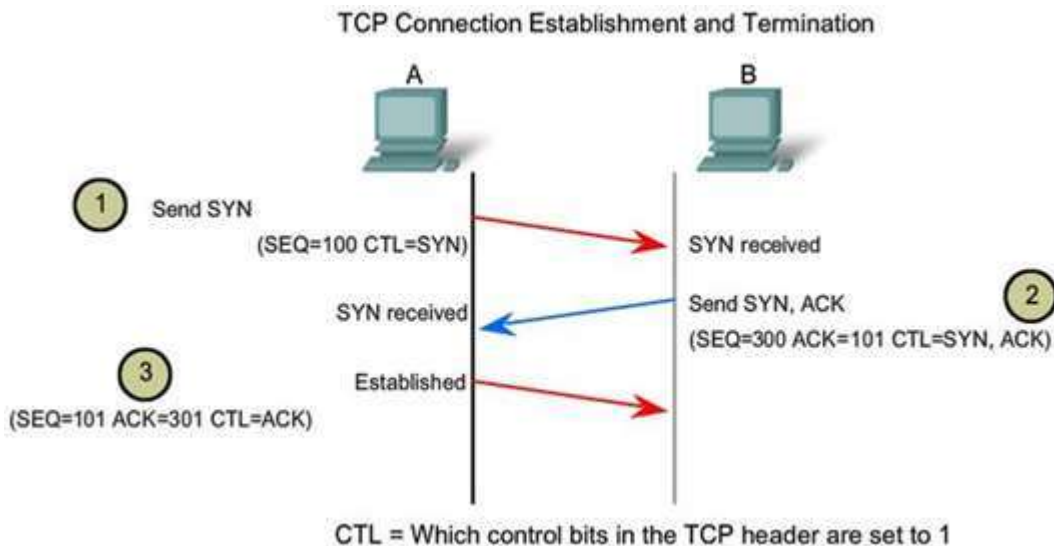 TCP Connection Establishment and Termination
A
B
1
Send SYN
(SEQ=100 CTL=SYN)
SYN received
Send SYN, ACK
2
SYN received
(SEQ=300 ACK=101 CTL=SYN, ACK)
3
Established
(SEQ=101 ACK=301 CTL=ACK)
CTL = Which control bits in the TCP header are set to 1